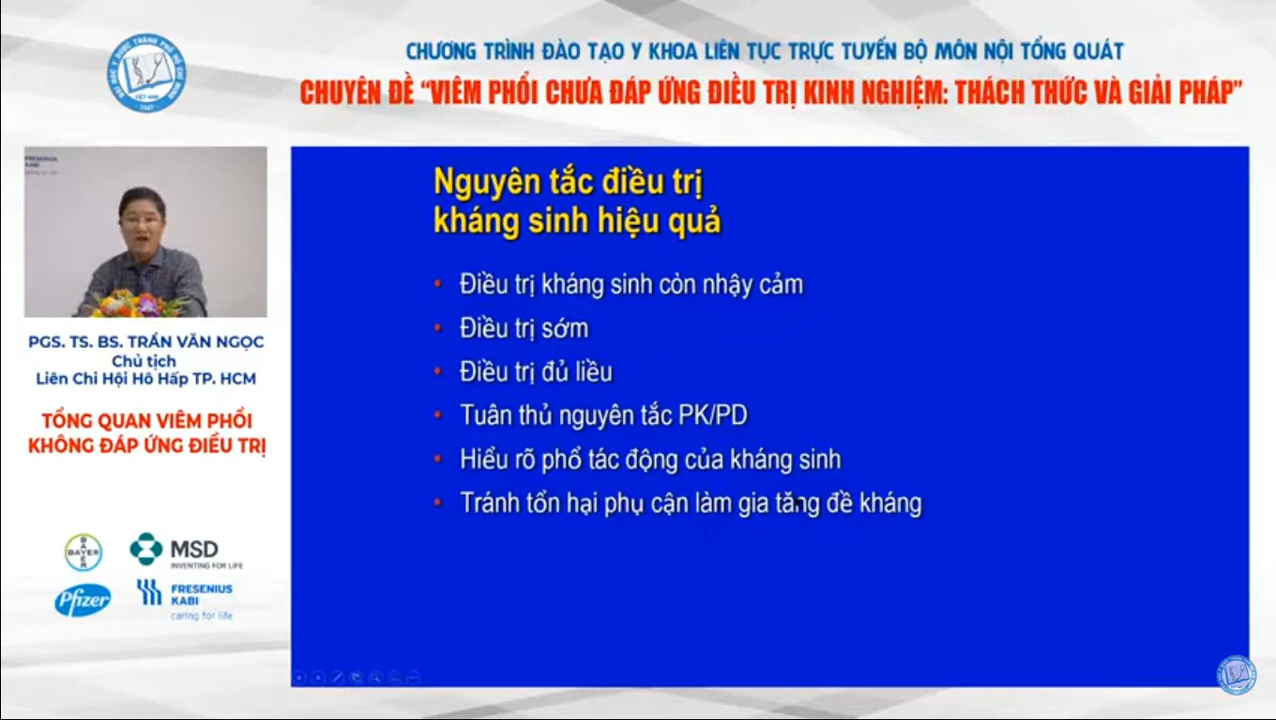 CHƯƠNG TRÌNH ĐÀO TẠO Y KHOA LIÊN TỤC TRỰC TUYẾN BỘ MÔN NỘI TỔNG QUÁT
CHUYÊN ĐỀ “VIÊM PHỔI CHƯA ĐÁP ỨNG ĐIỀU TRỊ KINH NGHIỆM: THÁCH THỨC VÀ GIẢI PHÁP”
FRESENIUS
KABI
PGS. TS. BS. TRẦN VĂN NGỌC
Chủ tịch
Liên Chi Hội Hô Hấp TP. HCM
TỔNG QUAN VIÊM PHỔI
KHÔNG ĐÁP ỨNG ĐIỀU TRỊ
BAYER
BAYER
MSD
INVENTING FOR LIFE
Pfizer
FRESENIUS
KABI
caring for life
Nguyên tắc điều trị
kháng sinh hiệu quả
• Điều trị kháng sinh còn nhậy cảm
• Điều trị sớm
• Điều trị đủ liều
• Tuân thủ nguyên tắc PK/PD
• Hiểu rõ phổ tác động của kháng sinh
• Tránh tổn hại phụ cận làm gia tăng đề kháng